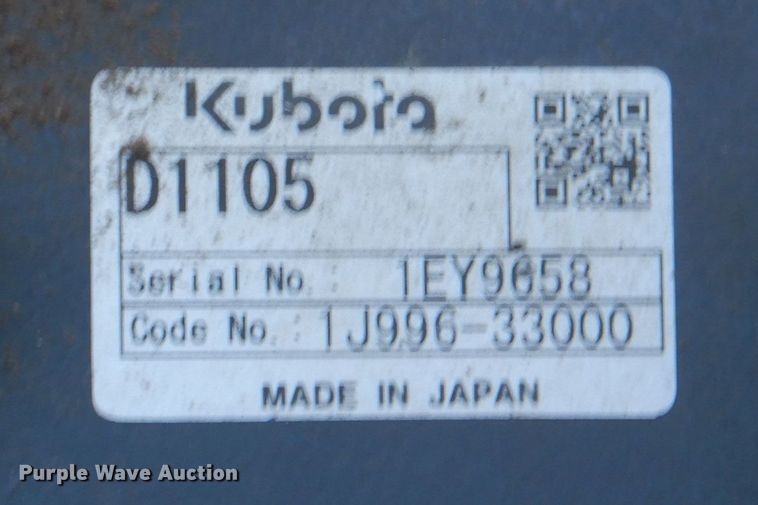 Kubota
D1105
Serial No.: 1EY9658
Code No.: 1J996-33000
MADE IN JAPAN
Purple Wave Auction